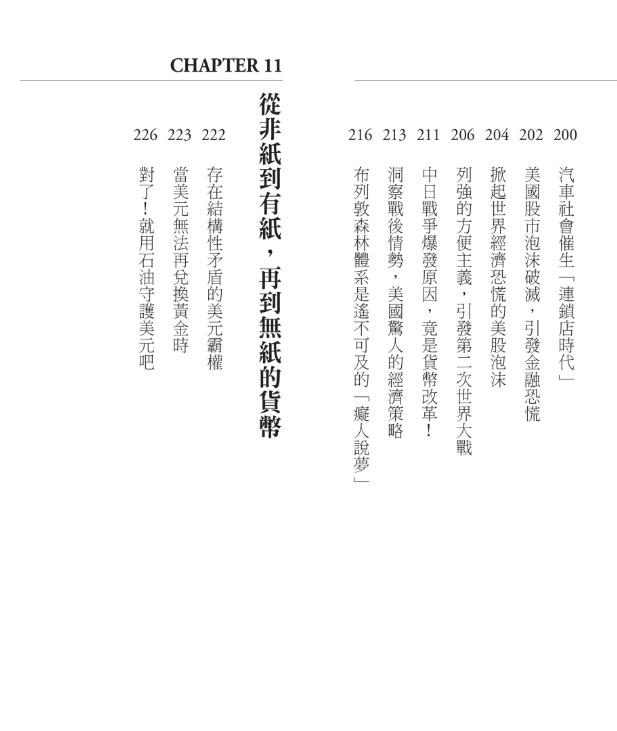 200 汽車社會催生「連鎖店時代」
202 美國股市泡沫破滅，引發金融恐慌
204 掀起世界經濟恐慌的美股泡沫
206 列強的方便主義，引發第二次世界大戰
211 中日戰爭爆發原因，竟是貨幣改革！
213 洞察戰後情勢，美國驚人的經濟策略
216 布列敦森林體系是遙不可及的「癡人說夢」
CHAPTER 11
從非紙到有紙，再到無紙的貨幣
222 存在結構性矛盾的美元霸權
223 當美元無法再兌換黃金時
226 對了！就用石油守護美元吧